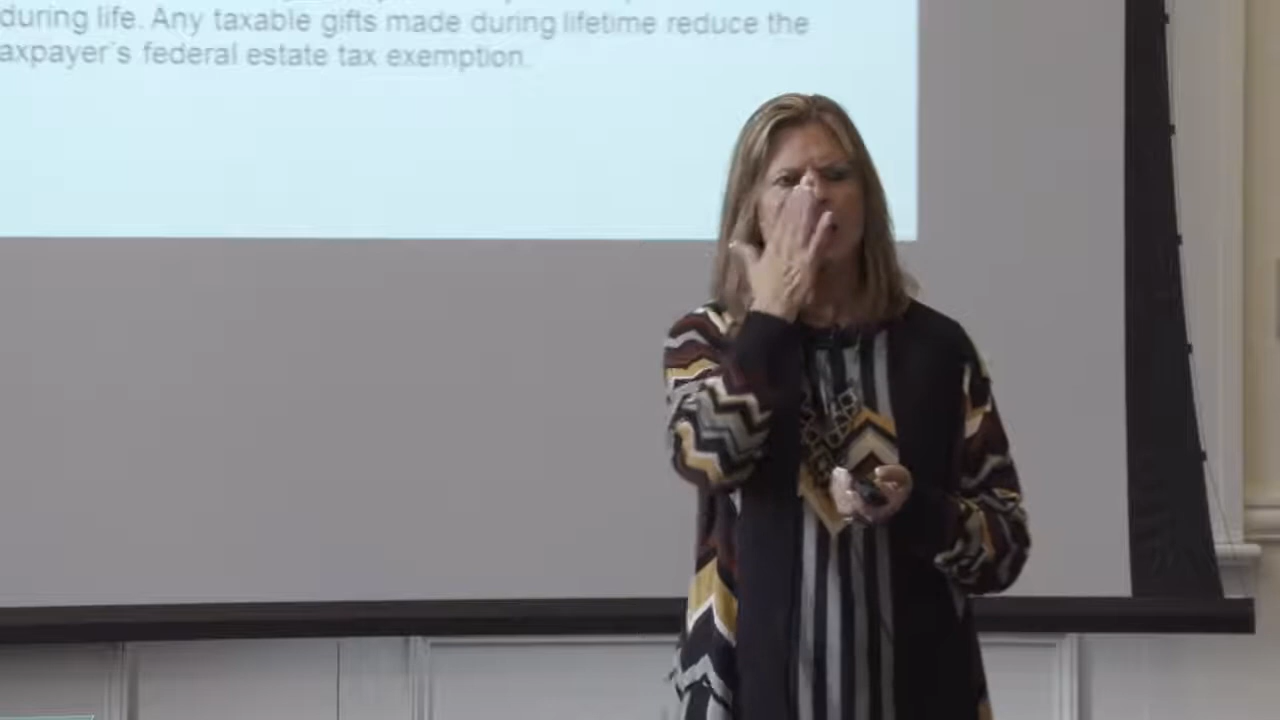 during life. Any taxable gifts made during lifetime reduce the
axpayer's federal estate tax exemption.